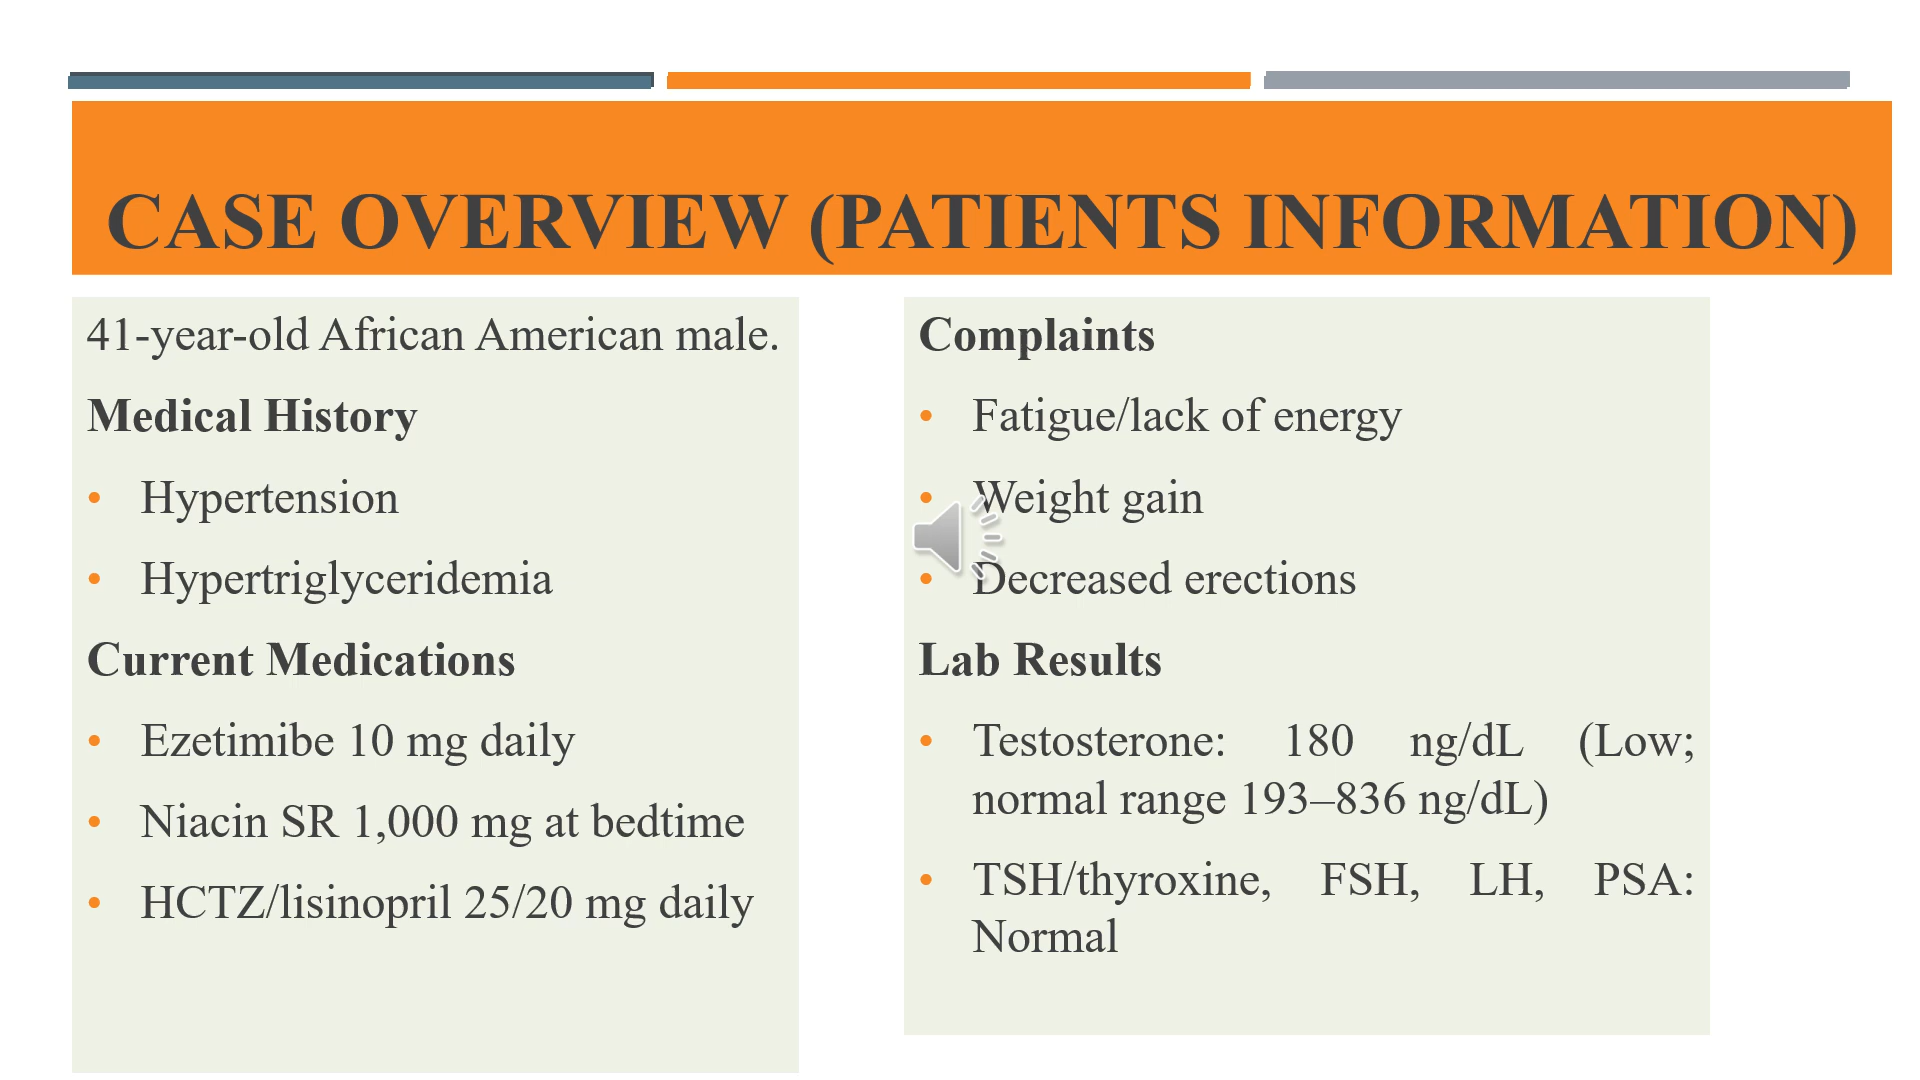 CASE OVERVIEW (PATIENTS INFORMATION)
41-year-old African American male.
Medical History
• Hypertension
• Hypertriglyceridemia
Current Medications
• Ezetimibe 10 mg daily
• Niacin SR 1,000 mg at bedtime
• HCTZ/lisinopril 25/20 mg daily
Complaints
• Fatigue/lack of energy
• Weight gain
• Decreased erections
Lab Results
• Testosterone: 180 ng/dL (Low;
normal range 193–836 ng/dL)
• TSH/thyroxine, FSH, LH, PSA:
Normal